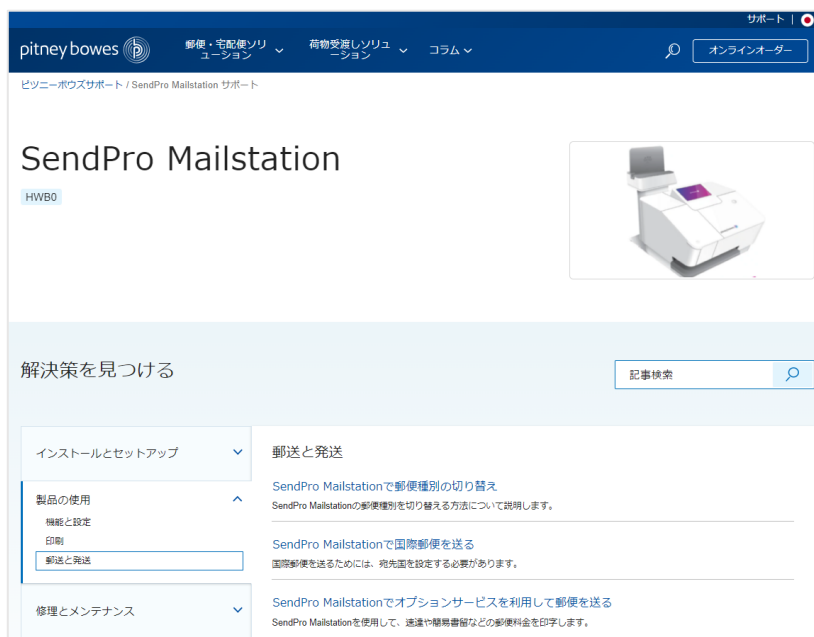 サポート |
pitney bowes
郵便・宅配便ソリ
ューション
荷物受渡しソリュ
ーション
コラム
オンラインオーダー
ピツニーボウズサポート / SendPro Mailstation サポート
SendPro Mailstation
HWB0
解決策を見つける
記事検索
インストールとセットアップ
製品の使用
機能と設定
印刷
郵送と発送
修理とメンテナンス
郵送と発送
SendPro Mailstationで郵便種別の切り替え
SendPro Mailstationの郵便種別を切り替える方法について説明します。
SendPro Mailstationで国際郵便を送る
国際郵便を送るためには、宛先国を設定する必要があります。
SendPro Mailstationでオプションサービスを利用して郵便を送る
SendPro Mailstationを使用して、速達や簡易書留などの郵便料金を印字します。